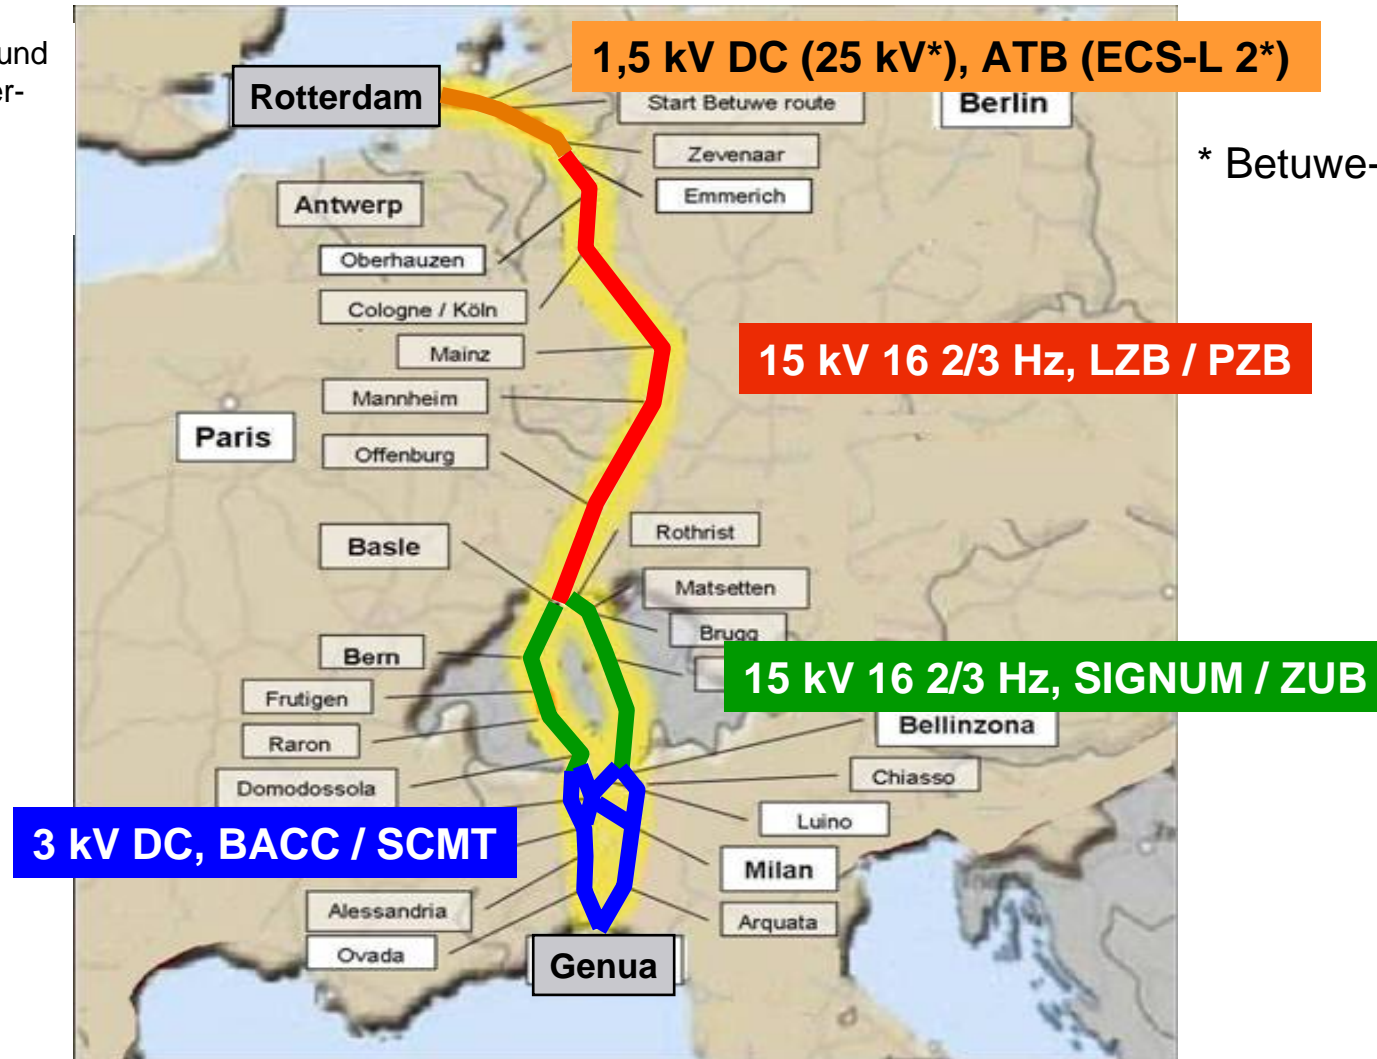 und
er-
1,5 kV DC (25 kV*), ATB (ECS-L 2*)
Rotterdam
Start Betuwe route
Berlin
Zevenaar
* Betuwe-
Emmerich
Antwerp
Oberhauzen
Cologne / Köln
Mainz
15 kV 16 2/3 Hz, LZB / PZB
Mannheim
Paris
Offenburg
Rothrist
Basle
Matsetten
Brugg
Bern
15 kV 16 2/3 Hz, SIGNUM / ZUB
Frutigen
Bellinzona
Raron
Chiasso
Domodossola
Luino
3 kV DC, BACC / SCMT
Milan
Alessandria
Arquata
Ovada
Genua